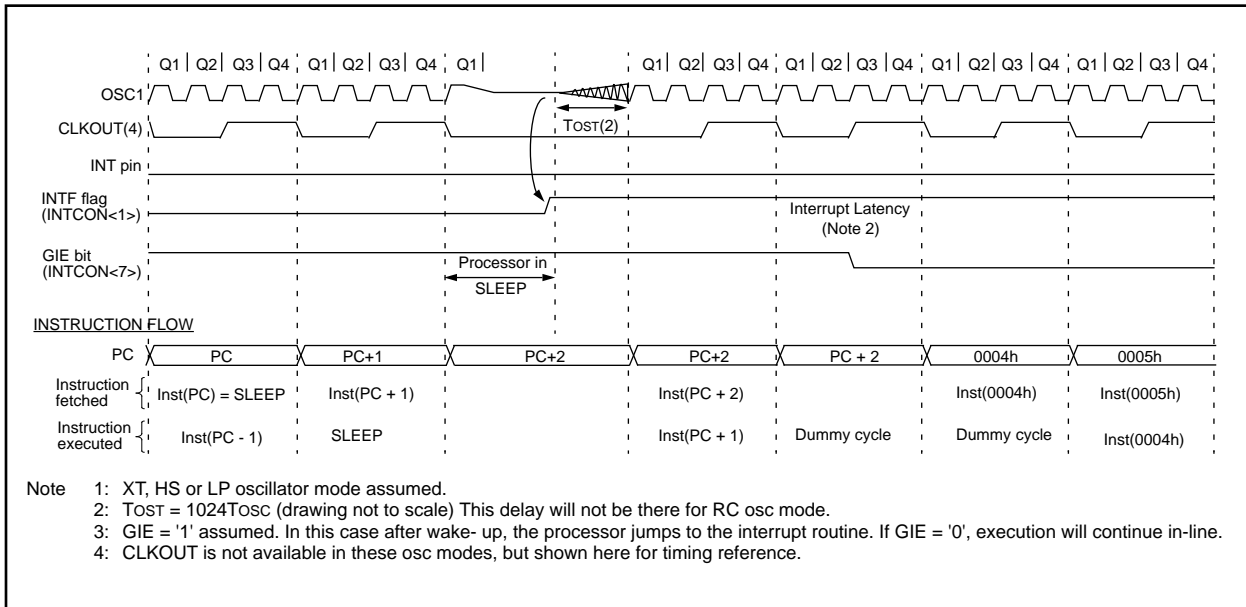 Q1 Q2 Q3 Q4 Q1 Q2 Q3 Q4 Q1 Q1 Q2 Q3 Q4 Q1 Q2 Q3 Q4 Q1 Q2 Q3 Q4 Q1 Q2 Q3 Q4
OSC1
TOST(2)
CLKOUT(4)
INT pin
INTF flag
(INTCON<1>)
Interrupt Latency
(Note 2)
GIE bit
(INTCON<7>)
Processor in
SLEEP
INSTRUCTION FLOW
PC PC PC+1 PC+2 PC+2 PC + 2 0004h 0005h
Instruction
fetched
Inst(PC) = SLEEP Inst(PC + 1) Inst(PC + 2) Inst(0004h) Inst(0005h)
Instruction
executed
Inst(PC - 1) SLEEP Inst(PC + 1) Dummy cycle Dummy cycle Inst(0004h)
Note 1: XT, HS or LP oscillator mode assumed.
2: TOST = 1024TOSC (drawing not to scale) This delay will not be there for RC osc mode.
3: GIE = '1' assumed. In this case after wake- up, the processor jumps to the interrupt routine. If GIE = '0', execution will continue in-line.
4: CLKOUT is not available in these osc modes, but shown here for timing reference.